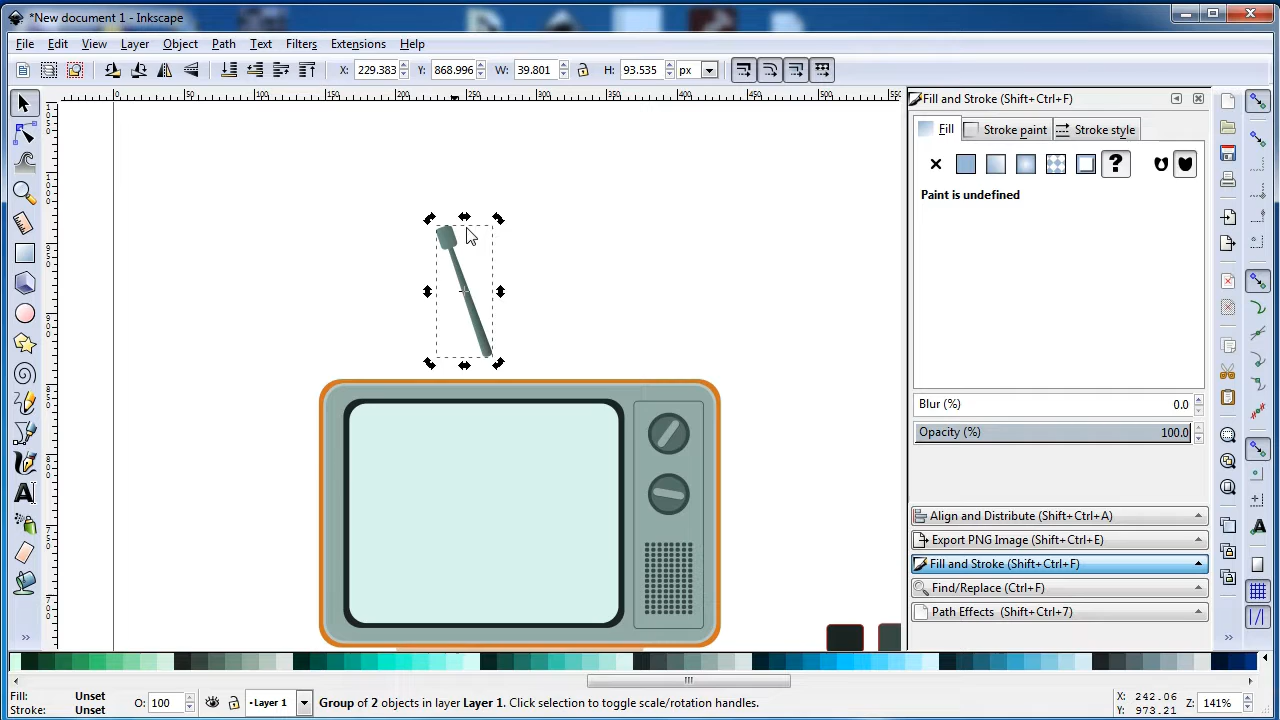 *New document 1 - Inkscape
File Edit View Layer Object Path Text Filters Extensions Help
X: 229.383 Y: 868.996 W: 39.801 H: 93.535 px
Fill and Stroke (Shift+Ctrl+F)
Fill Stroke paint Stroke style
?
Paint is undefined
Blur (%) 0.0
Opacity (%) 100.0
Align and Distribute (Shift+Ctrl+A)
Export PNG Image (Shift+Ctrl+E)
Fill and Stroke (Shift+Ctrl+F)
Find/Replace (Ctrl+F)
Path Effects (Shift+Ctrl+7)
Fill: Unset
Stroke: Unset
O: 100
Layer 1
Group of 2 objects in layer Layer 1. Click selection to toggle scale/rotation handles.
X: 242.06
Y: 973.21
Z: 141%